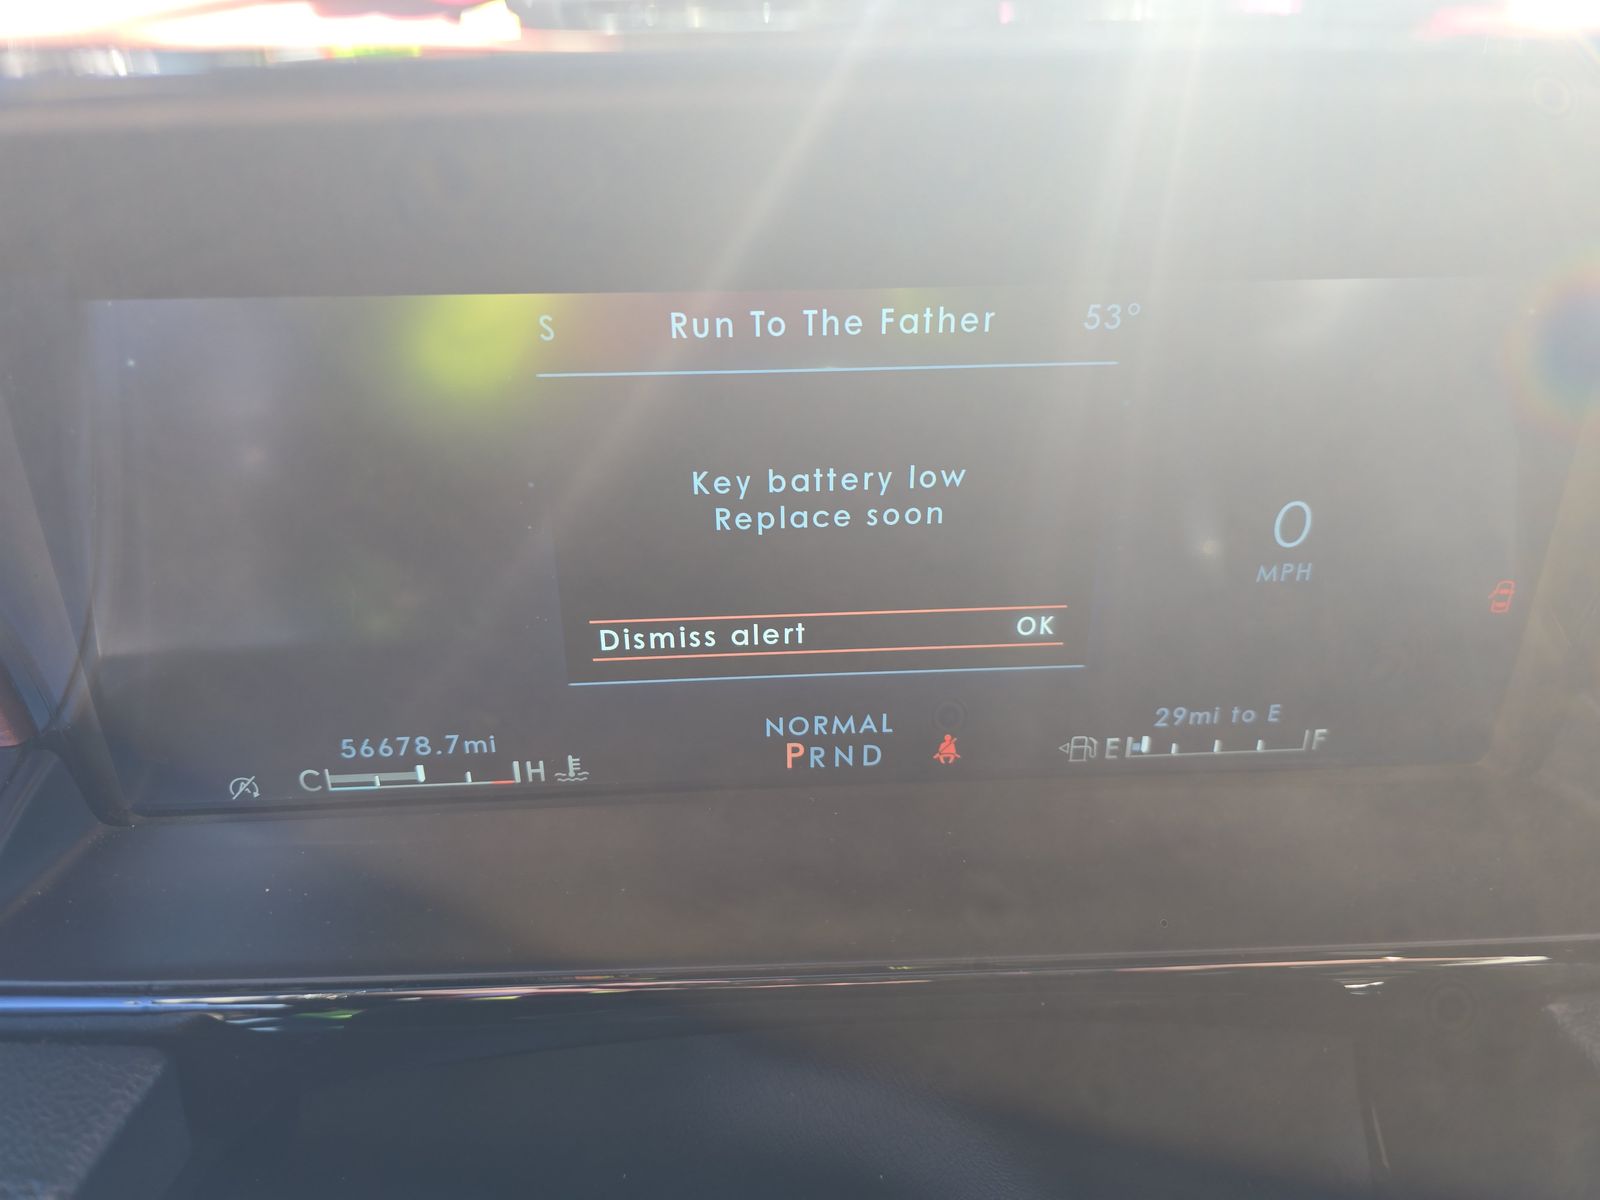 S Run To The Father 53°
Key battery low
Replace soon
0
MPH
Dismiss alert OK
NORMAL
29mi to E
56678.7mi
PRND
E F
C H